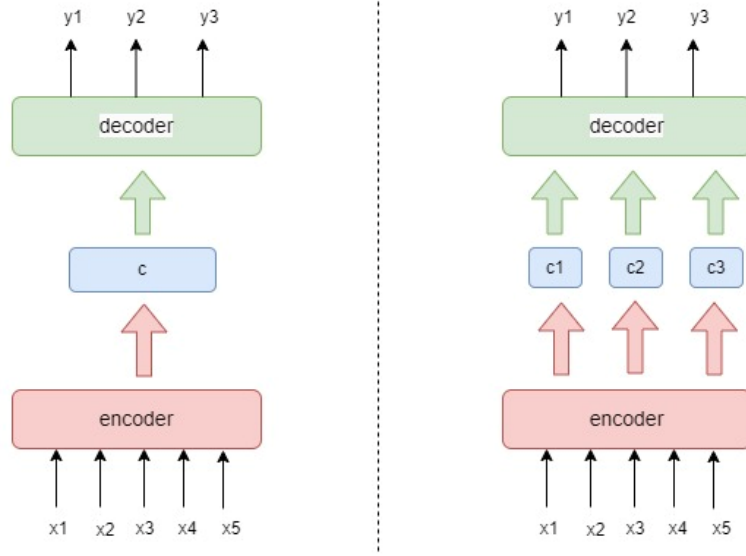 y1 y2 y3
decoder
c
encoder
x1 x2 x3 x4 x5
y1 y2 y3
decoder
c1 c2 c3
encoder
x1 x2 x3 x4 x5